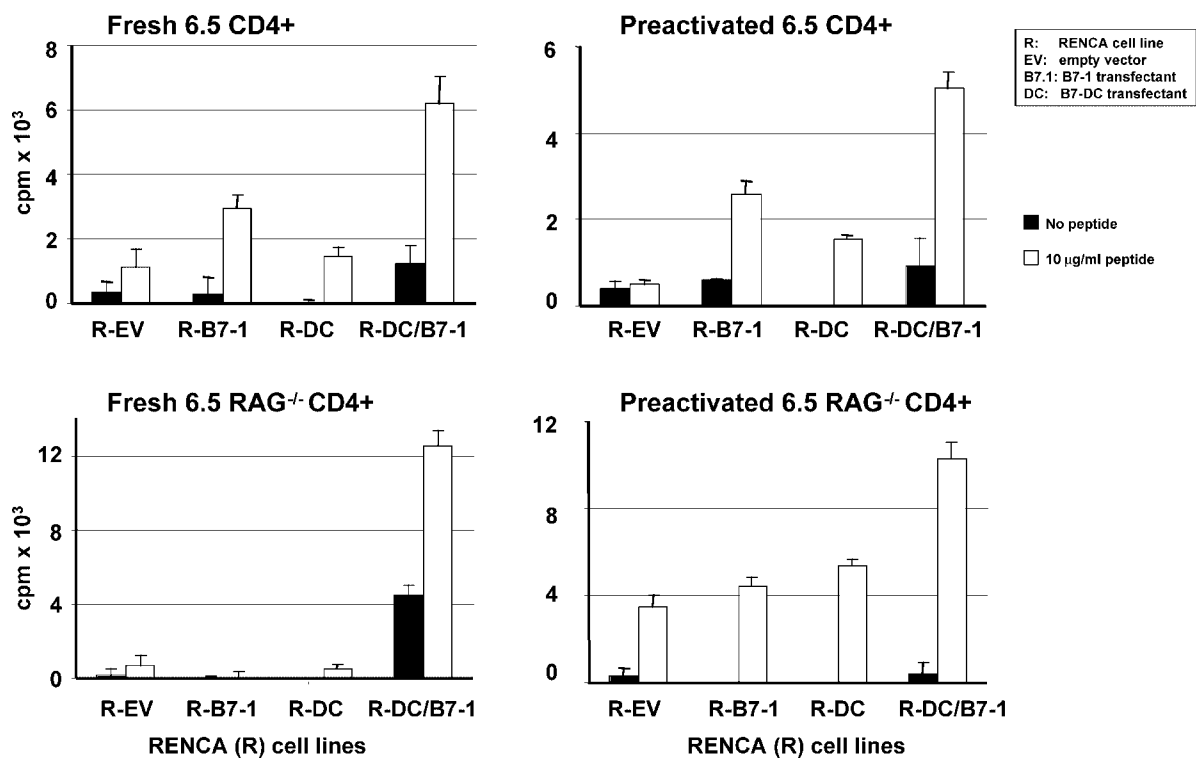 Fresh 6.5 CD4+
8
6
4
2
0
cpm x 10³
R-EV R-B7-1 R-DC R-DC/B7-1
Preactivated 6.5 CD4+
6
4
2
0
R-EV R-B7-1 R-DC R-DC/B7-1
R: RENCA cell line
EV: empty vector
B7.1: B7-1 transfectant
DC: B7-DC transfectant
No peptide
10 μg/ml peptide
Fresh 6.5 RAG⁻/⁻ CD4+
12
8
4
0
cpm x 10³
R-EV R-B7-1 R-DC R-DC/B7-1
RENCA (R) cell lines
Preactivated 6.5 RAG⁻/⁻ CD4+
12
8
4
0
R-EV R-B7-1 R-DC R-DC/B7-1
RENCA (R) cell lines